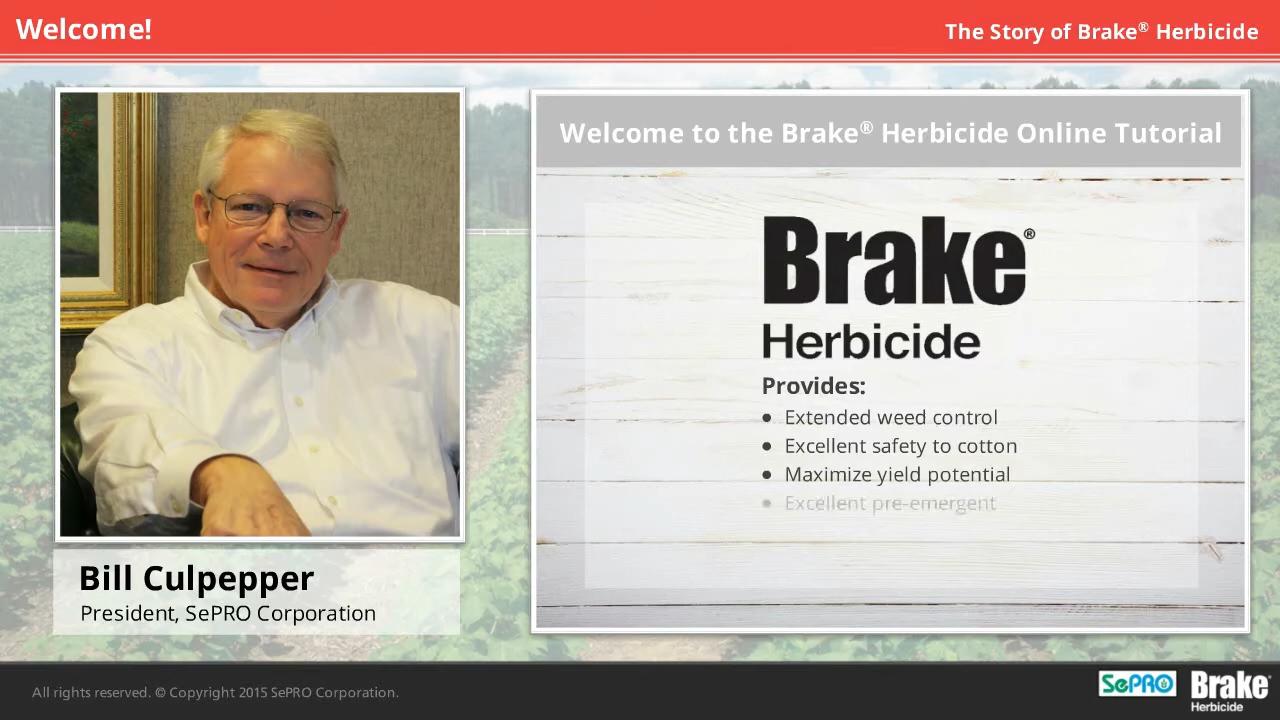 Welcome!
The Story of Brake® Herbicide
Welcome to the Brake® Herbicide Online Tutorial
Brake®
Herbicide
Provides:
• Extended weed control
• Excellent safety to cotton
• Maximize yield potential
• Excellent pre-emergent
Bill Culpepper
President, SePRO Corporation
All rights reserved. © Copyright 2015 SePRO Corporation.
SePRO
Brake®
Herbicide